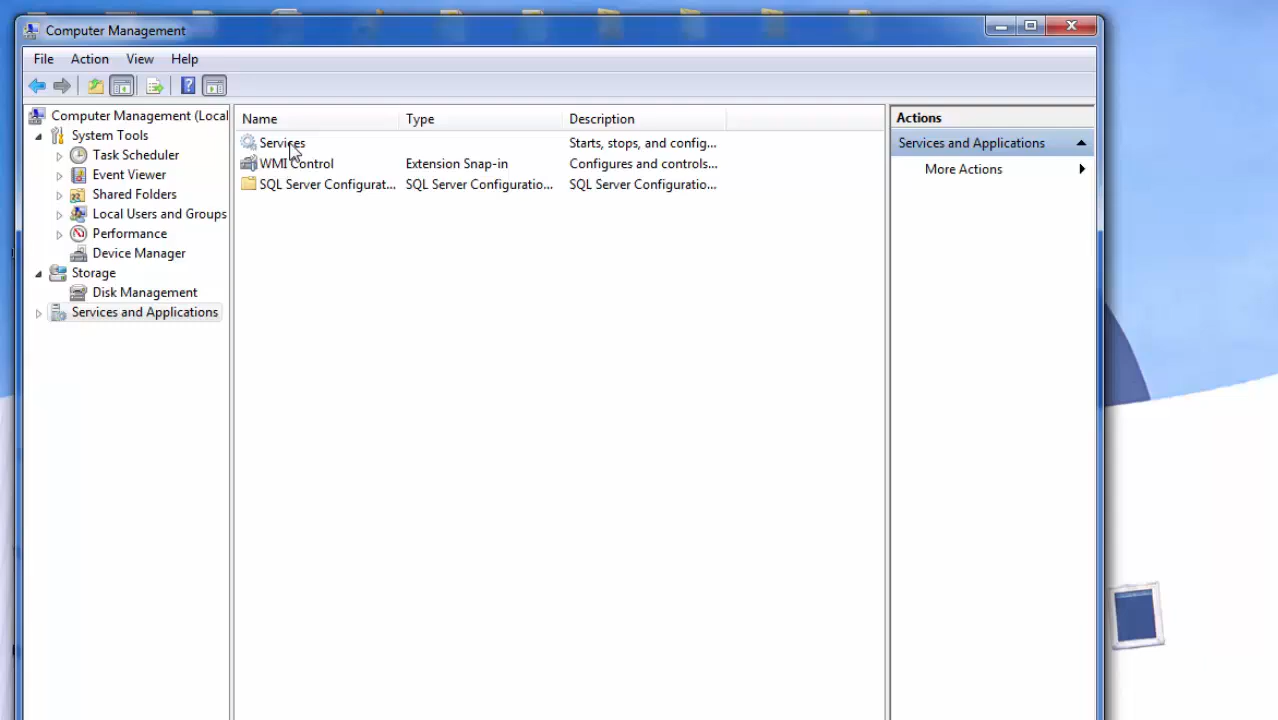 Computer Management
File Action View Help
Computer Management (Local
System Tools
Task Scheduler
Event Viewer
Shared Folders
Local Users and Groups
Performance
Device Manager
Storage
Disk Management
Services and Applications
Name Type Description
Services Starts, stops, and config...
WMI Control Extension Snap-in Configures and controls...
SQL Server Configurat... SQL Server Configuratio... SQL Server Configuratio...
Actions
Services and Applications
More Actions